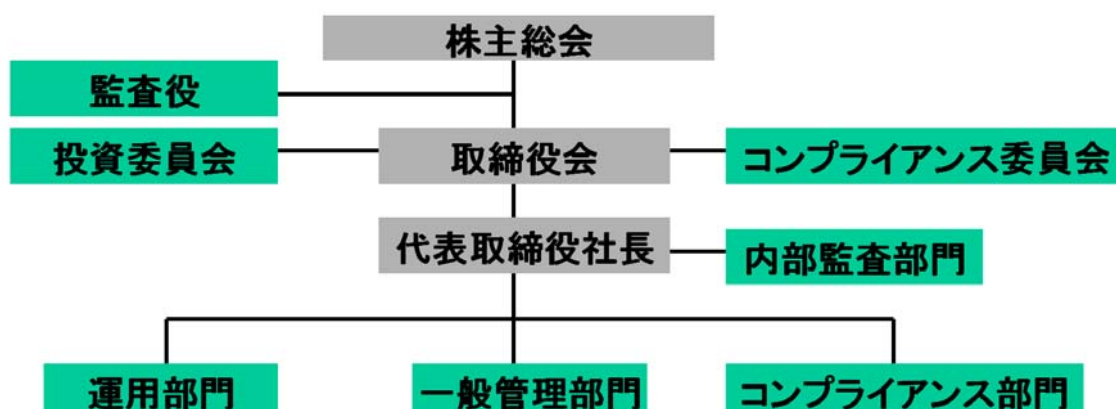 株主総会
監査役
投資委員会
取締役会
コンプライアンス委員会
代表取締役社長
内部監査部門
運用部門
一般管理部門
コンプライアンス部門